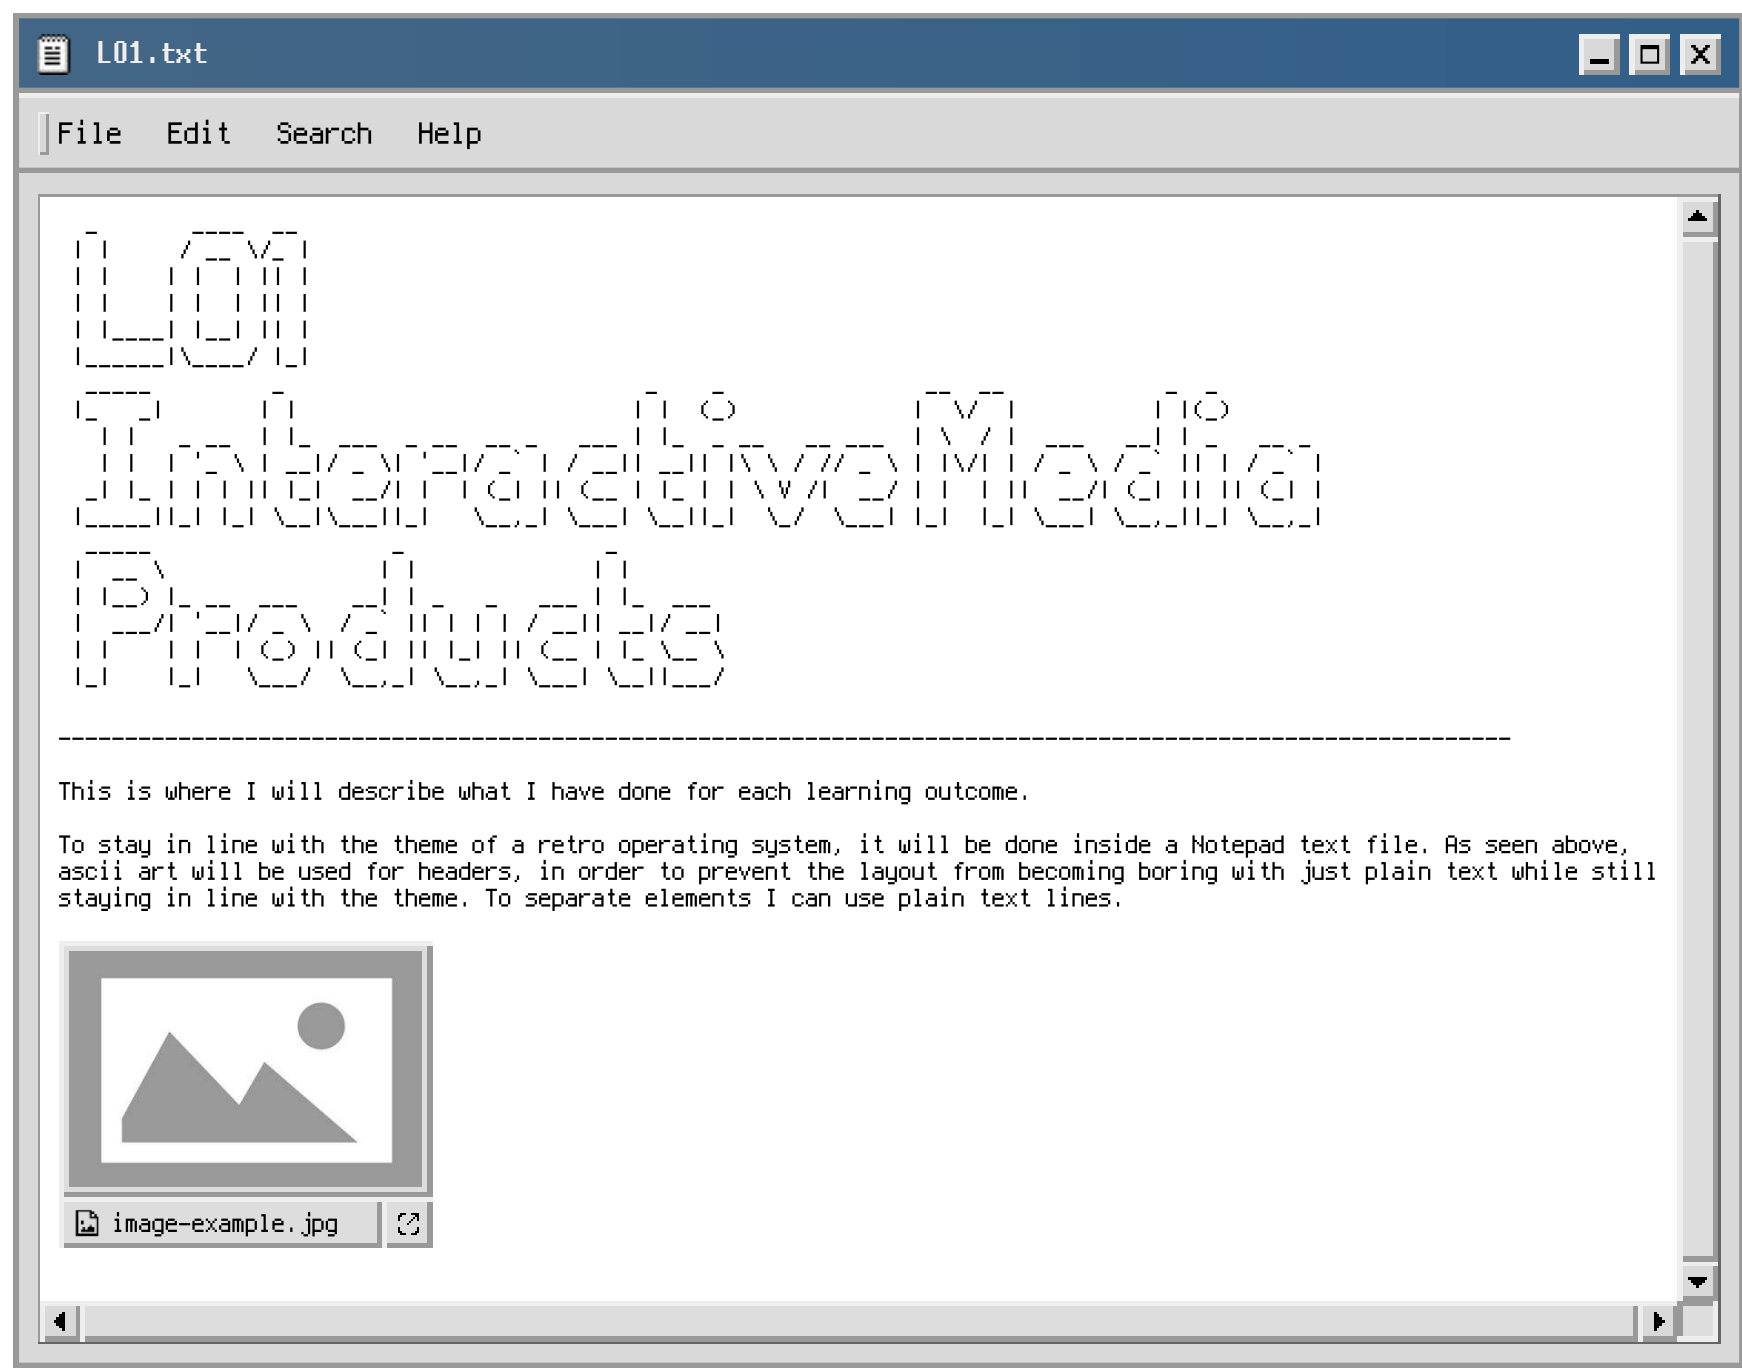 LO1.txt
File Edit Search Help
LO1
InteractiveMedia
Products
This is where I will describe what I have done for each learning outcome.
To stay in line with the theme of a retro operating system, it will be done inside a Notepad text file. As seen above,
ascii art will be used for headers, in order to prevent the layout from becoming boring with just plain text while still
staying in line with the theme. To separate elements I can use plain text lines.
image-example.jpg